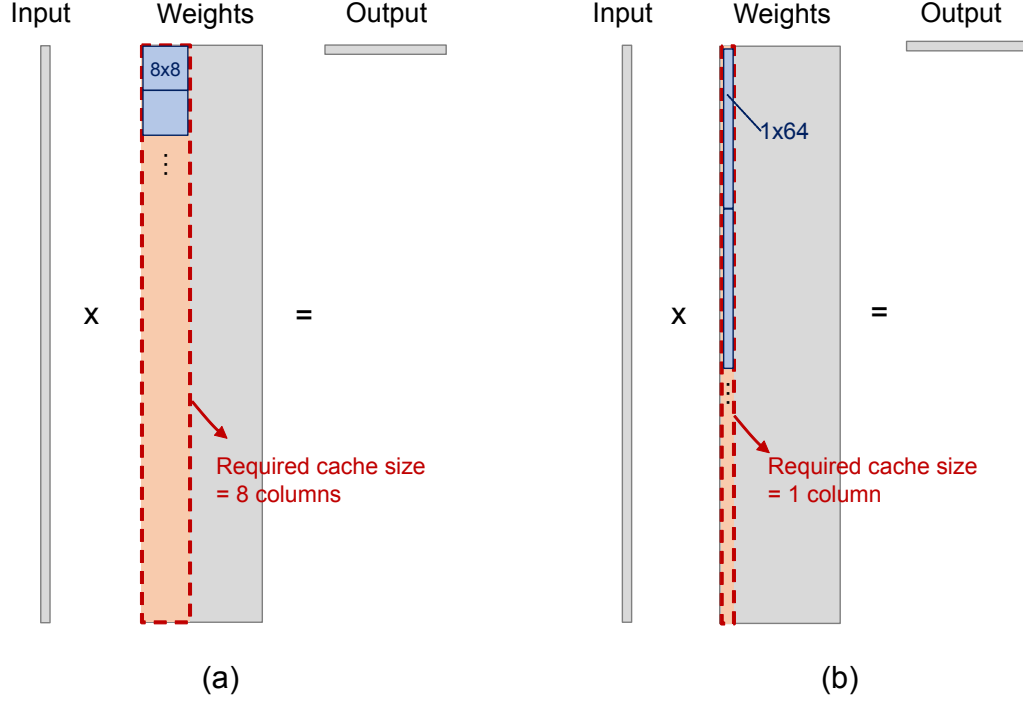 Input
Weights
Output
8x8
⋮
x
=
Required cache size
= 8 columns
(a)
Input
Weights
Output
1x64
⋮
x
=
Required cache size
= 1 column
(b)